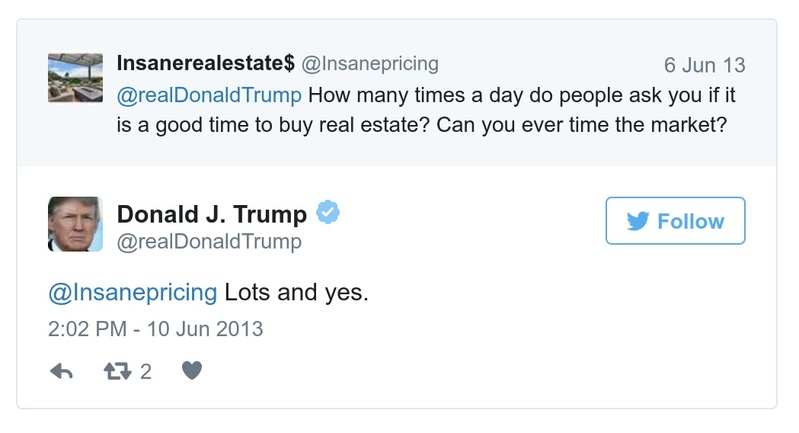 Insanerealestate$ @Insanepricing 6 Jun 13
@realDonaldTrump How many times a day do people ask you if it
is a good time to buy real estate? Can you ever time the market?
Donald J. Trump
@realDonaldTrump
Follow
@Insanepricing Lots and yes.
2:02 PM - 10 Jun 2013
2